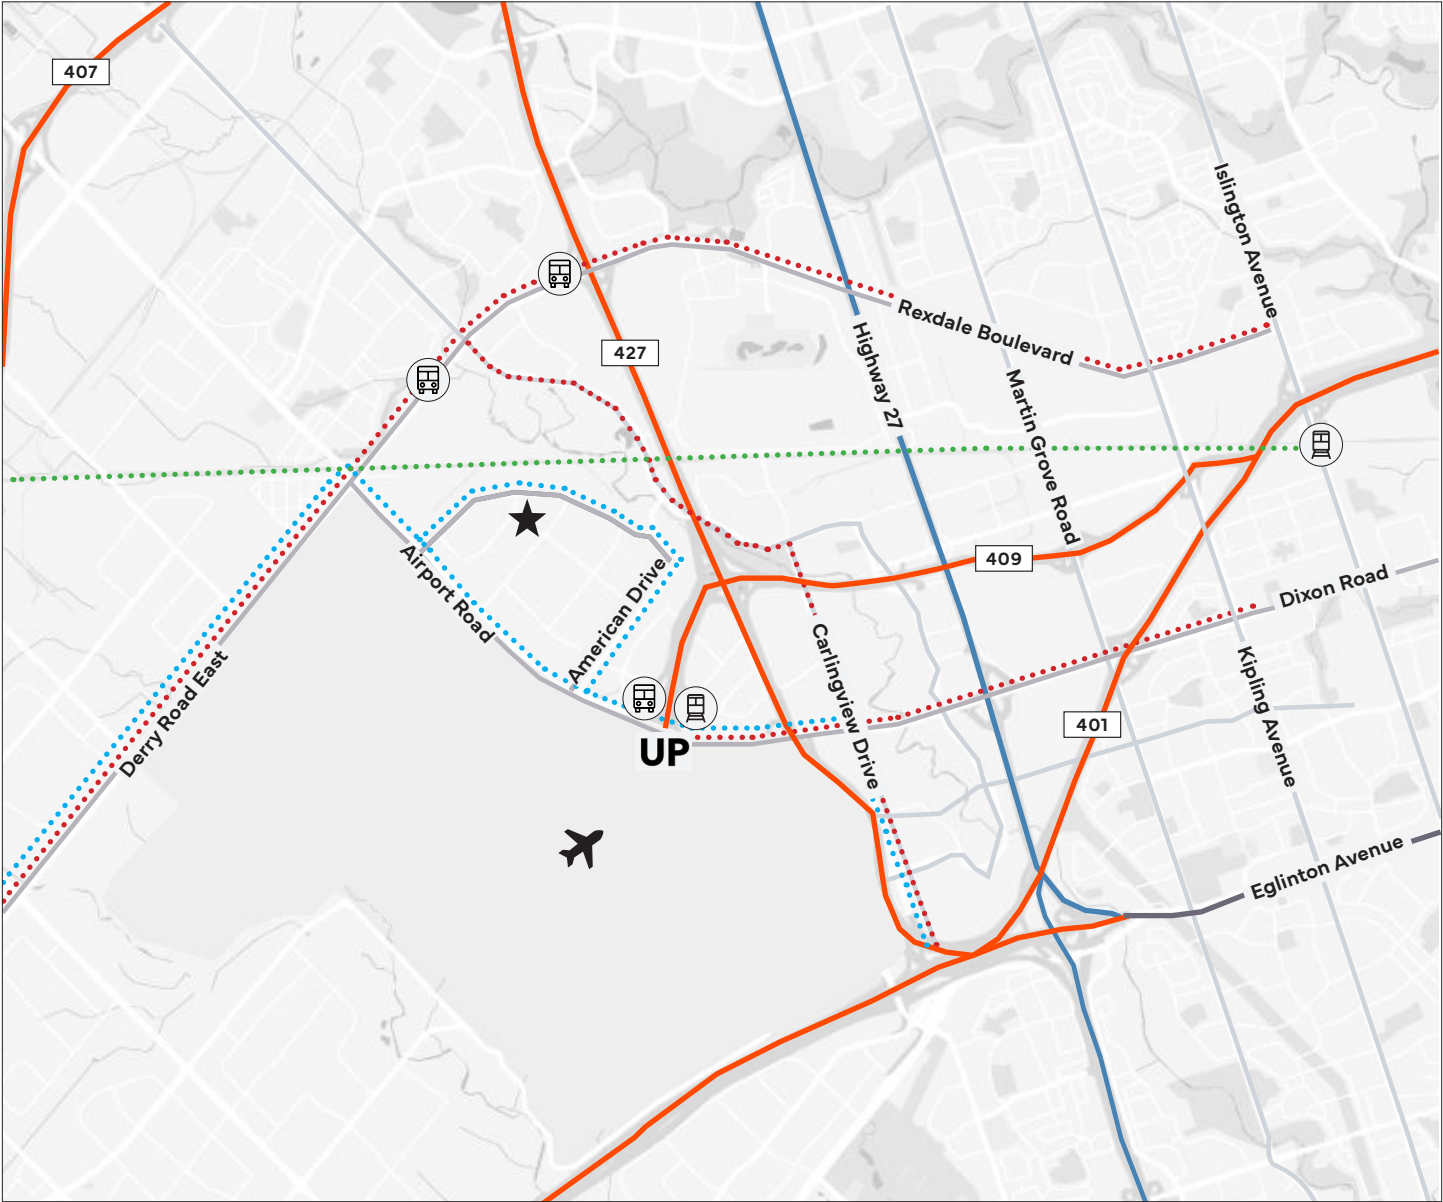 407
Islington Avenue
Rexdale Boulevard
Highway 27
427
Martin Grove Road
409
Airport Road
American Drive
Dixon Road
Carlingview Drive
Derry Road East
Kipling Avenue
401
UP
Eglinton Avenue